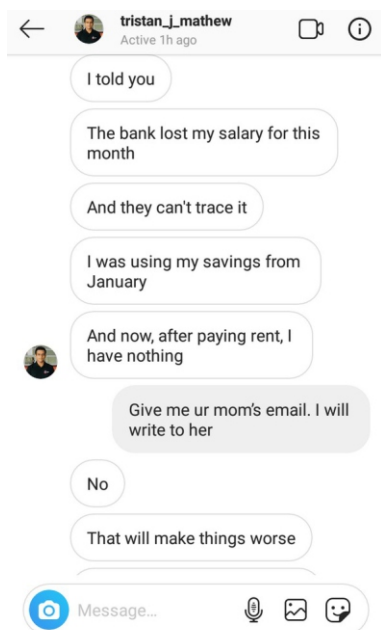 tristan_j_mathew
Active 1h ago
I told you
The bank lost my salary for this
month
And they can't trace it
I was using my savings from
January
And now, after paying rent, I
have nothing
Give me ur mom's email. I will
write to her
No
That will make things worse
Message...